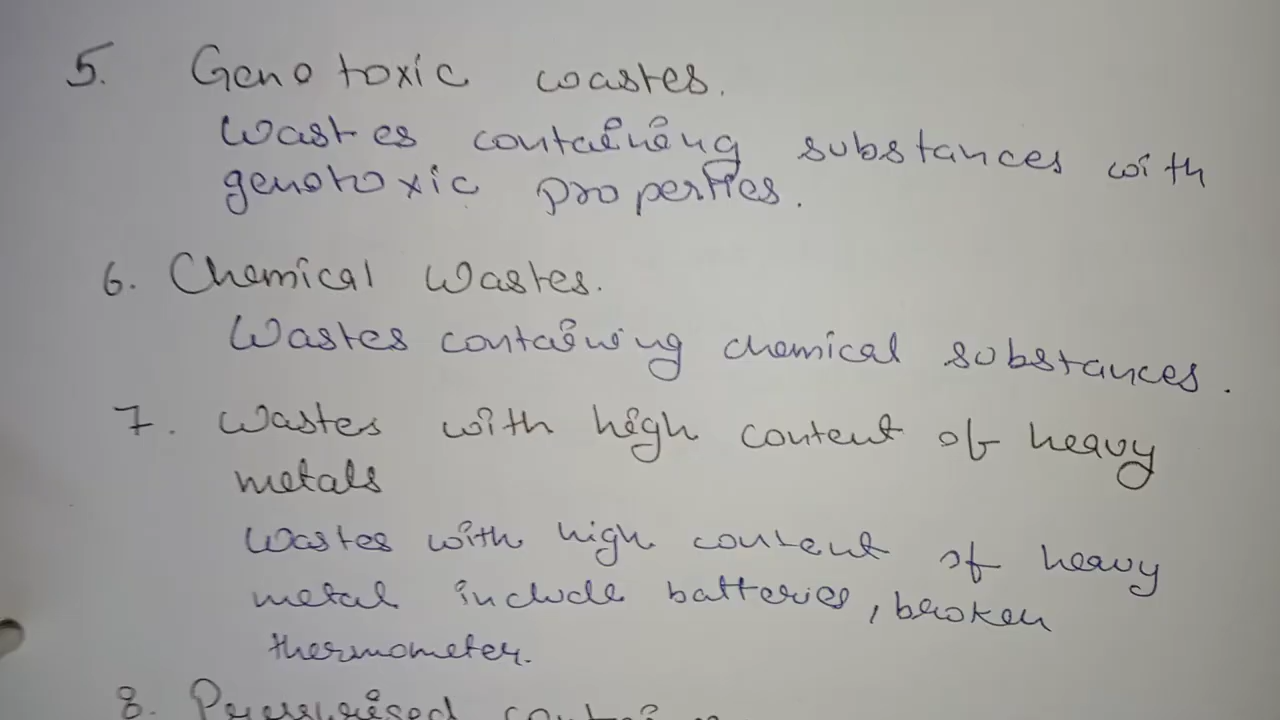 5. Genotoxic wastes.
Wastes containing substances with
genotoxic properties.
6. Chemical wastes.
Wastes containing chemical substances.
7. Wastes with high content of heavy
metals
Wastes with high content of heavy
metal include batteries, broken
thermometer.
8. Pressurised